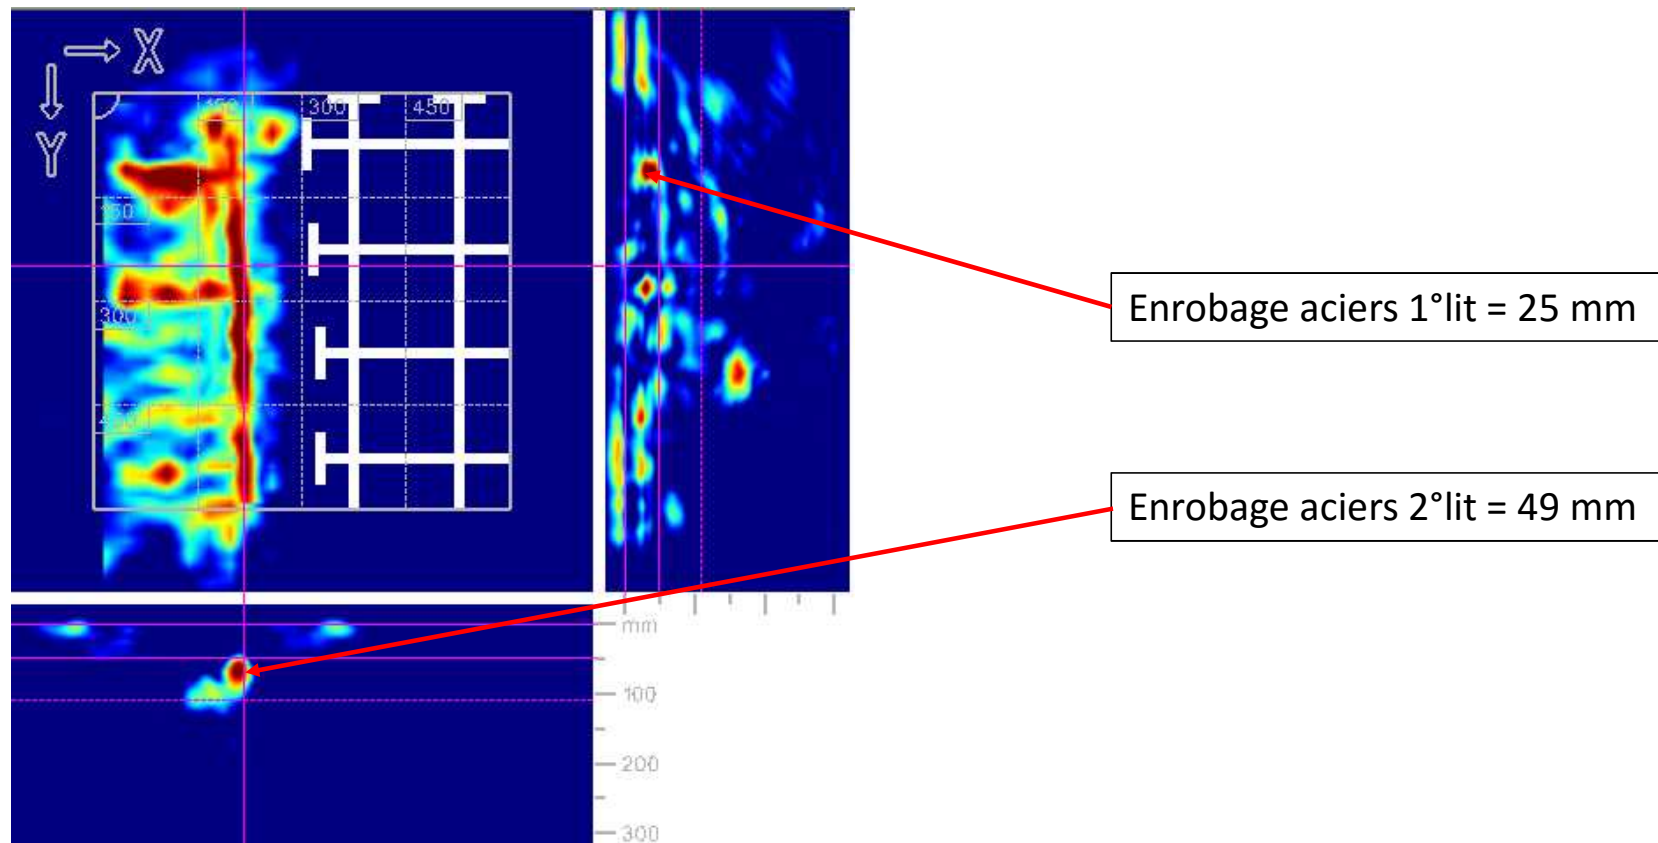 X
Y
150
300
450
150
300
450
Enrobage aciers 1°lit = 25 mm
Enrobage aciers 2°lit = 49 mm
mm
100
200
300